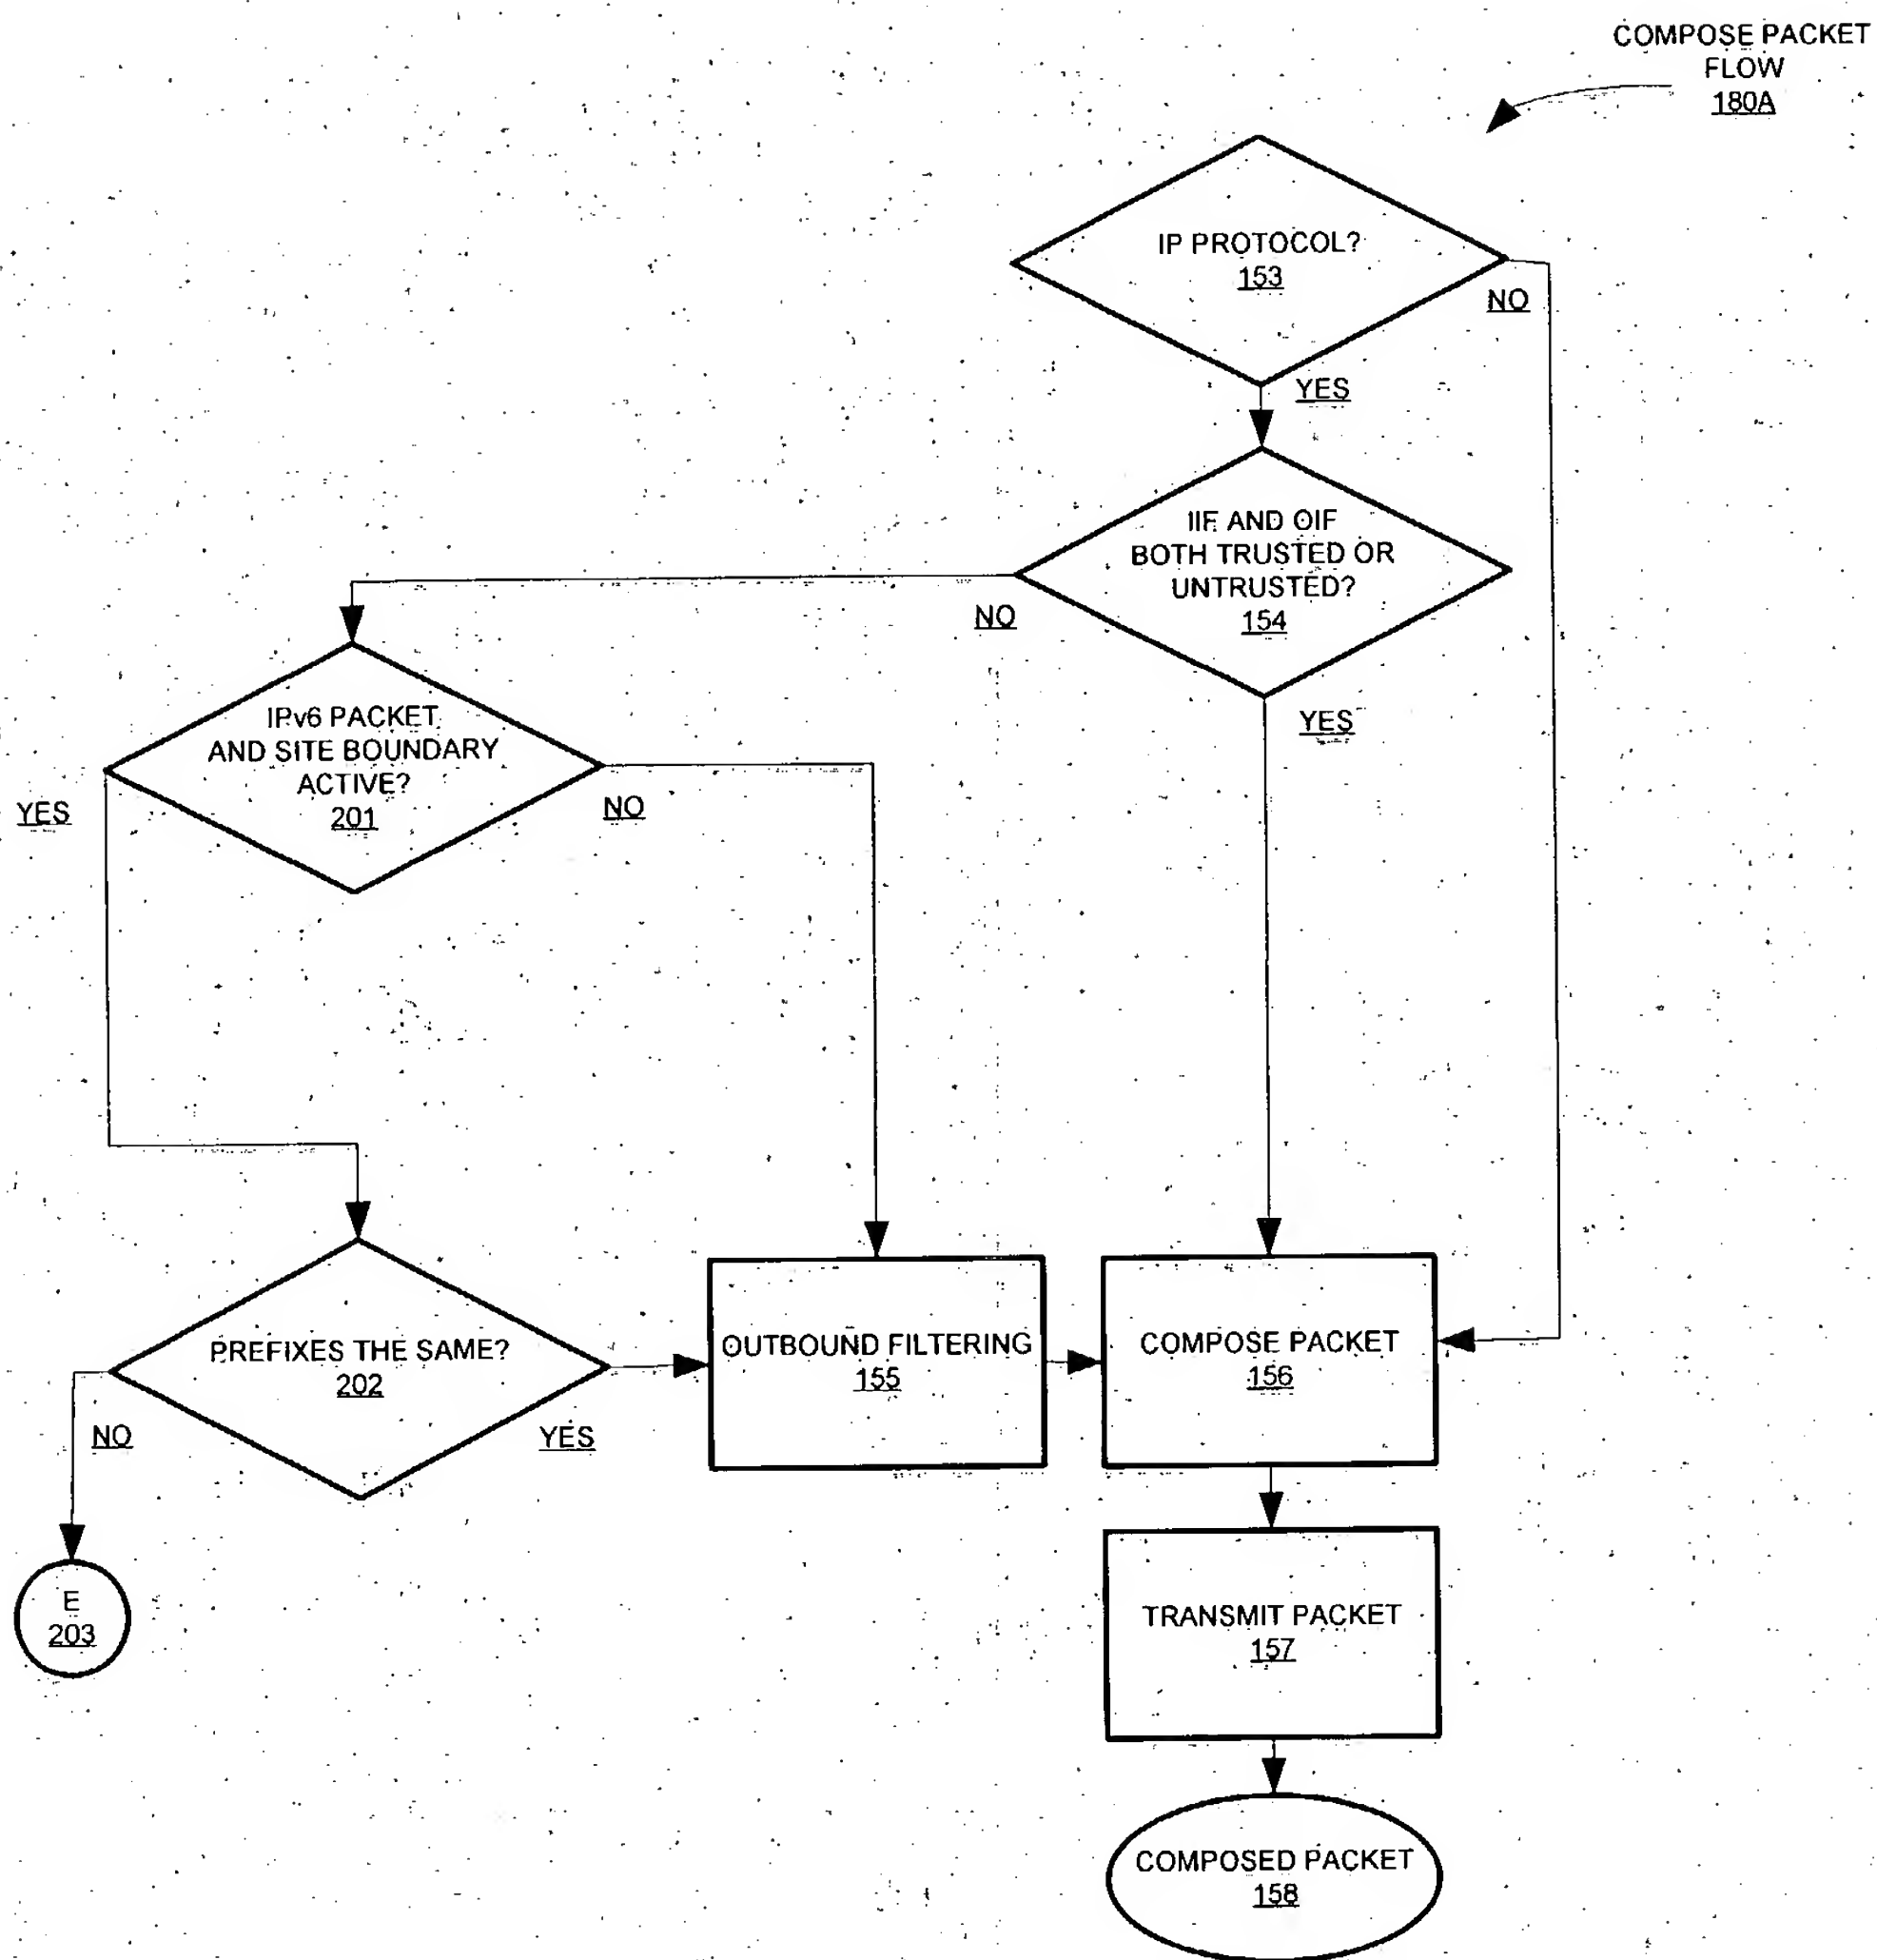 COMPOSE PACKET
FLOW
180A
IP PROTOCOL?
153
NO
YES
IIF AND OIF
BOTH TRUSTED OR
UNTRUSTED?
154
NO
YES
IPv6 PACKET
AND SITE BOUNDARY
ACTIVE?
201
YES
NO
PREFIXES THE SAME?
202
NO
YES
OUTBOUND FILTERING
155
COMPOSE PACKET
156
E
203
TRANSMIT PACKET
157
COMPOSED PACKET
158